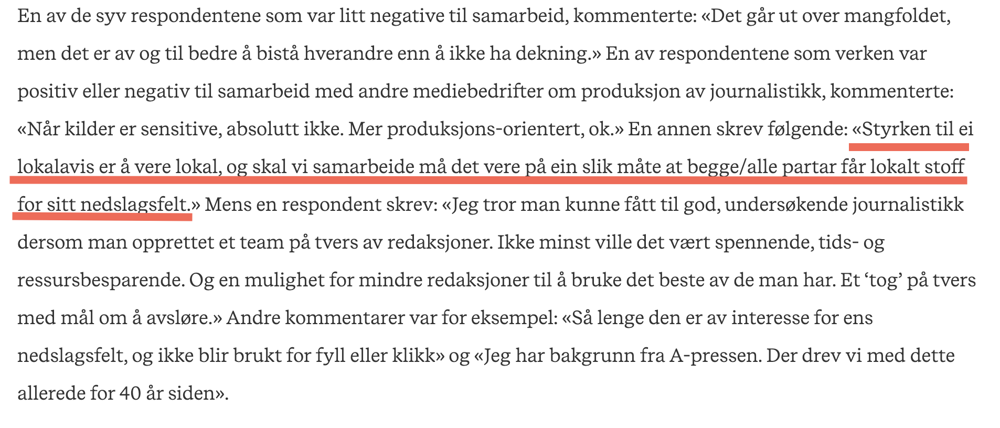 En av de syv respondentene som var litt negative til samarbeid, kommenterte: «Det går ut over mangfoldet,
men det er av og til bedre å bistå hverandre enn å ikke ha dekning.» En av respondentene som verken var
positiv eller negativ til samarbeid med andre mediebedrifter om produksjon av journalistikk, kommenterte:
«Når kilder er sensitive, absolutt ikke. Mer produksjons-orientert, ok.» En annen skrev følgende: «Styrken til ei
lokalavis er å vere lokal, og skal vi samarbeide må det vere på ein slik måte at begge/alle partar får lokalt stoff
for sitt nedslagsfelt.» Mens en respondent skrev: «Jeg tror man kunne fått til god, undersøkende journalistikk
dersom man opprettet et team på tvers av redaksjoner. Ikke minst ville det vært spennende, tids- og
ressursbesparende. Og en mulighet for mindre redaksjoner til å bruke det beste av de man har. Et ‘tog’ på tvers
med mål om å avsløre.» Andre kommentarer var for eksempel: «Så lenge den er av interesse for ens
nedslagsfelt, og ikke blir brukt for fyll eller klikk» og «Jeg har bakgrunn fra A-pressen. Der drev vi med dette
allerede for 40 år siden».